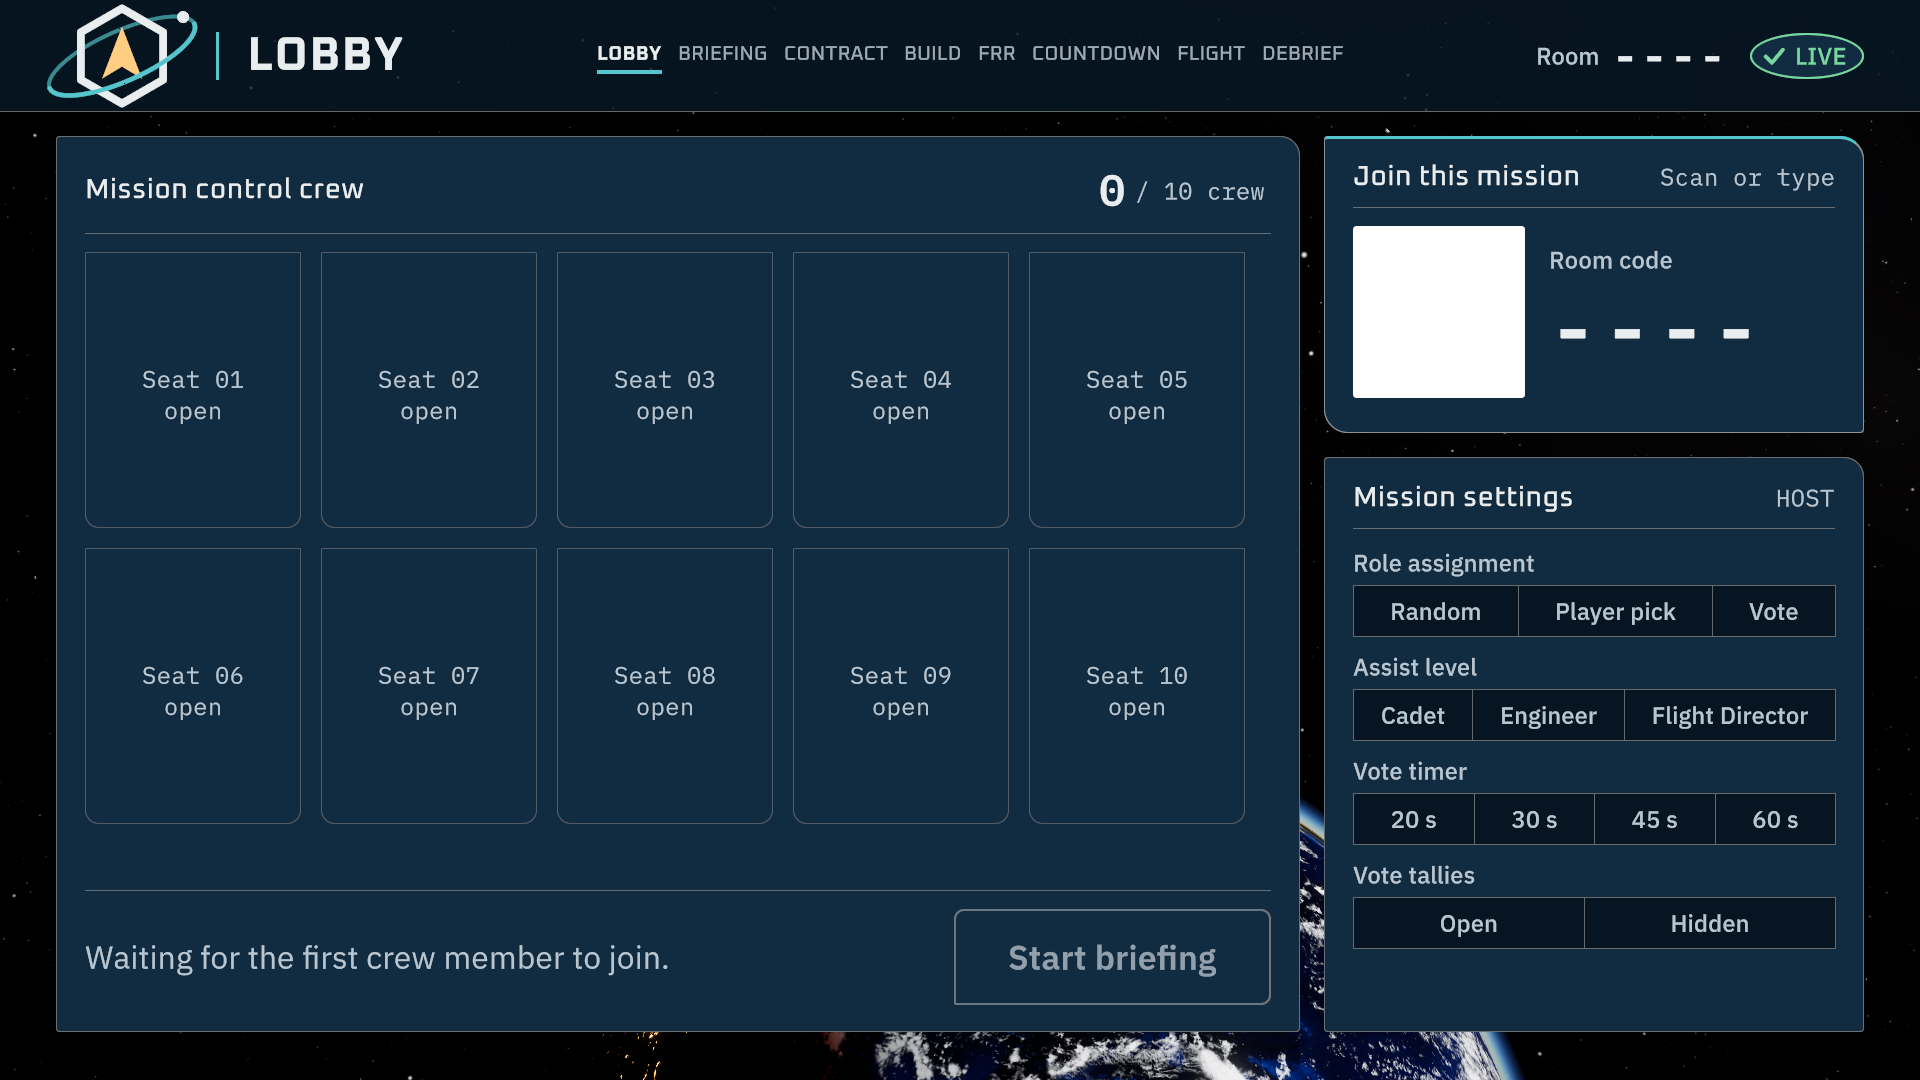 LOBBY
LOBBY BRIEFING CONTRACT BUILD FRR COUNTDOWN FLIGHT DEBRIEF
Room - - - -
LIVE
Mission control crew
0 / 10 crew
Seat 01
open
Seat 02
open
Seat 03
open
Seat 04
open
Seat 05
open
Seat 06
open
Seat 07
open
Seat 08
open
Seat 09
open
Seat 10
open
Waiting for the first crew member to join.
Start briefing
Join this mission
Scan or type
Room code
- - - -
Mission settings
HOST
Role assignment
Random Player pick Vote
Assist level
Cadet Engineer Flight Director
Vote timer
20 s 30 s 45 s 60 s
Vote tallies
Open Hidden